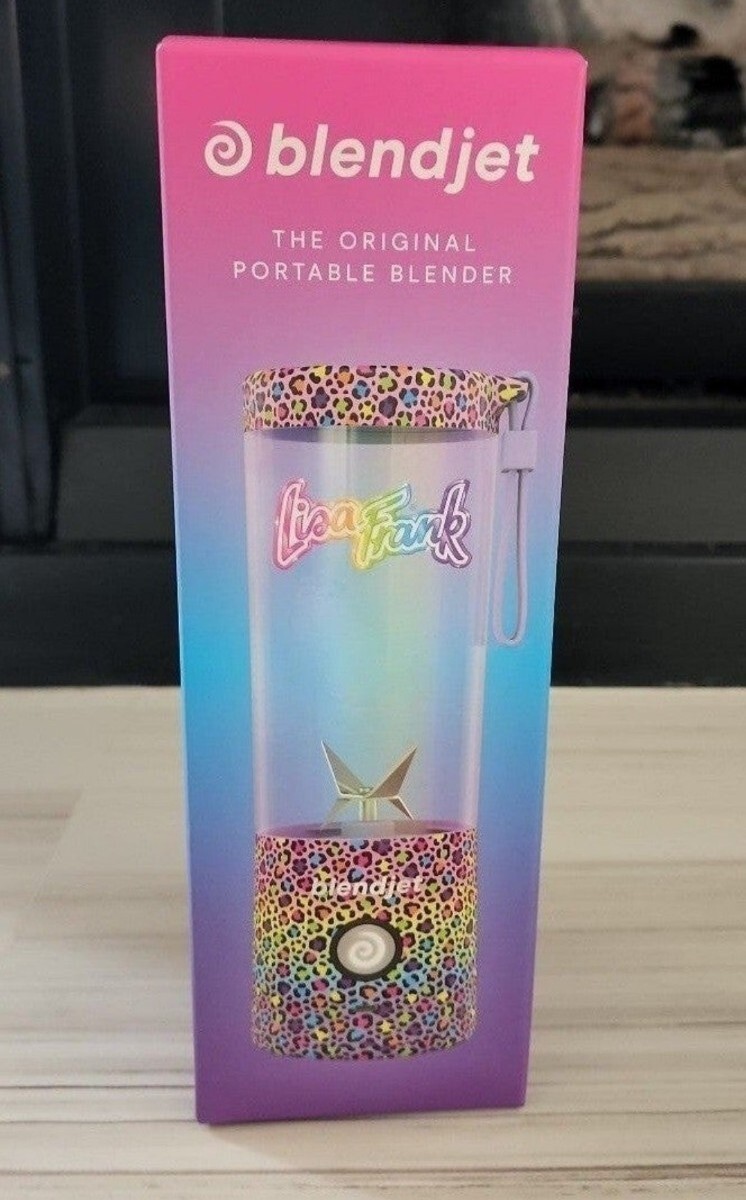 blendjet
THE ORIGINAL
PORTABLE BLENDER
Lisa Frank
blendjet